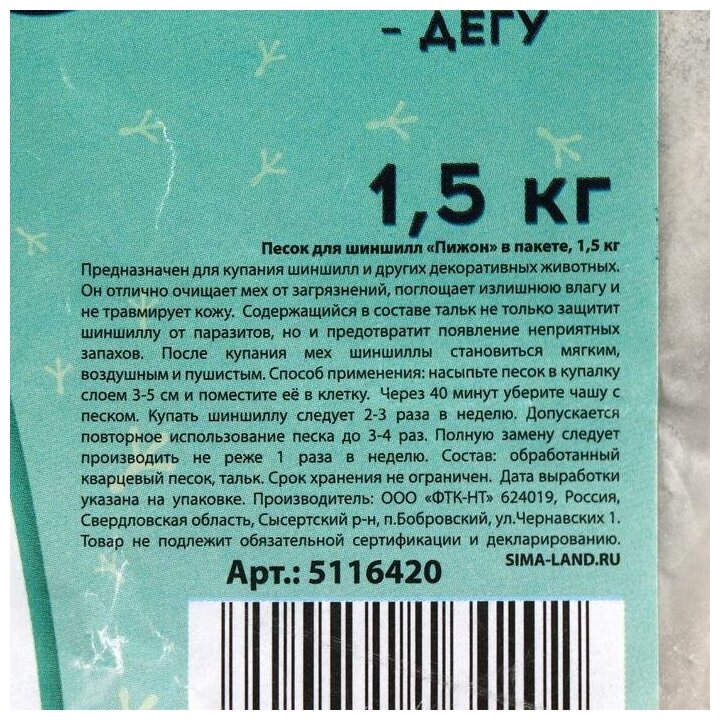 - ДЕГУ
1,5 кг
Песок для шиншилл «Пижон» в пакете, 1,5 кг
Предназначен для купания шиншилл и других декоративных животных.
Он отлично очищает мех от загрязнений, поглощает излишнюю влагу и
не травмирует кожу. Содержащийся в составе тальк не только защитит
шиншиллу от паразитов, но и предотвратит появление неприятных
запахов. После купания мех шиншиллы становиться мягким,
воздушным и пушистым. Способ применения: насыпьте песок в купалку
слоем 3-5 см и поместите её в клетку. Через 40 минут уберите чашу с
песком. Купать шиншиллу следует 2-3 раза в неделю. Допускается
повторное использование песка до 3-4 раз. Полную замену следует
производить не реже 1 раза в неделю. Состав: обработанный
кварцевый песок, тальк. Срок хранения не ограничен. Дата выработки
указана на упаковке. Производитель: ООО «ФТК-НТ» 624019, Россия,
Свердловская область, Сысертский р-н, п.Бобровский, ул.Чернавских 1.
Товар не подлежит обязательной сертификации и декларированию.
SIMA-LAND.RU
Арт.: 5116420